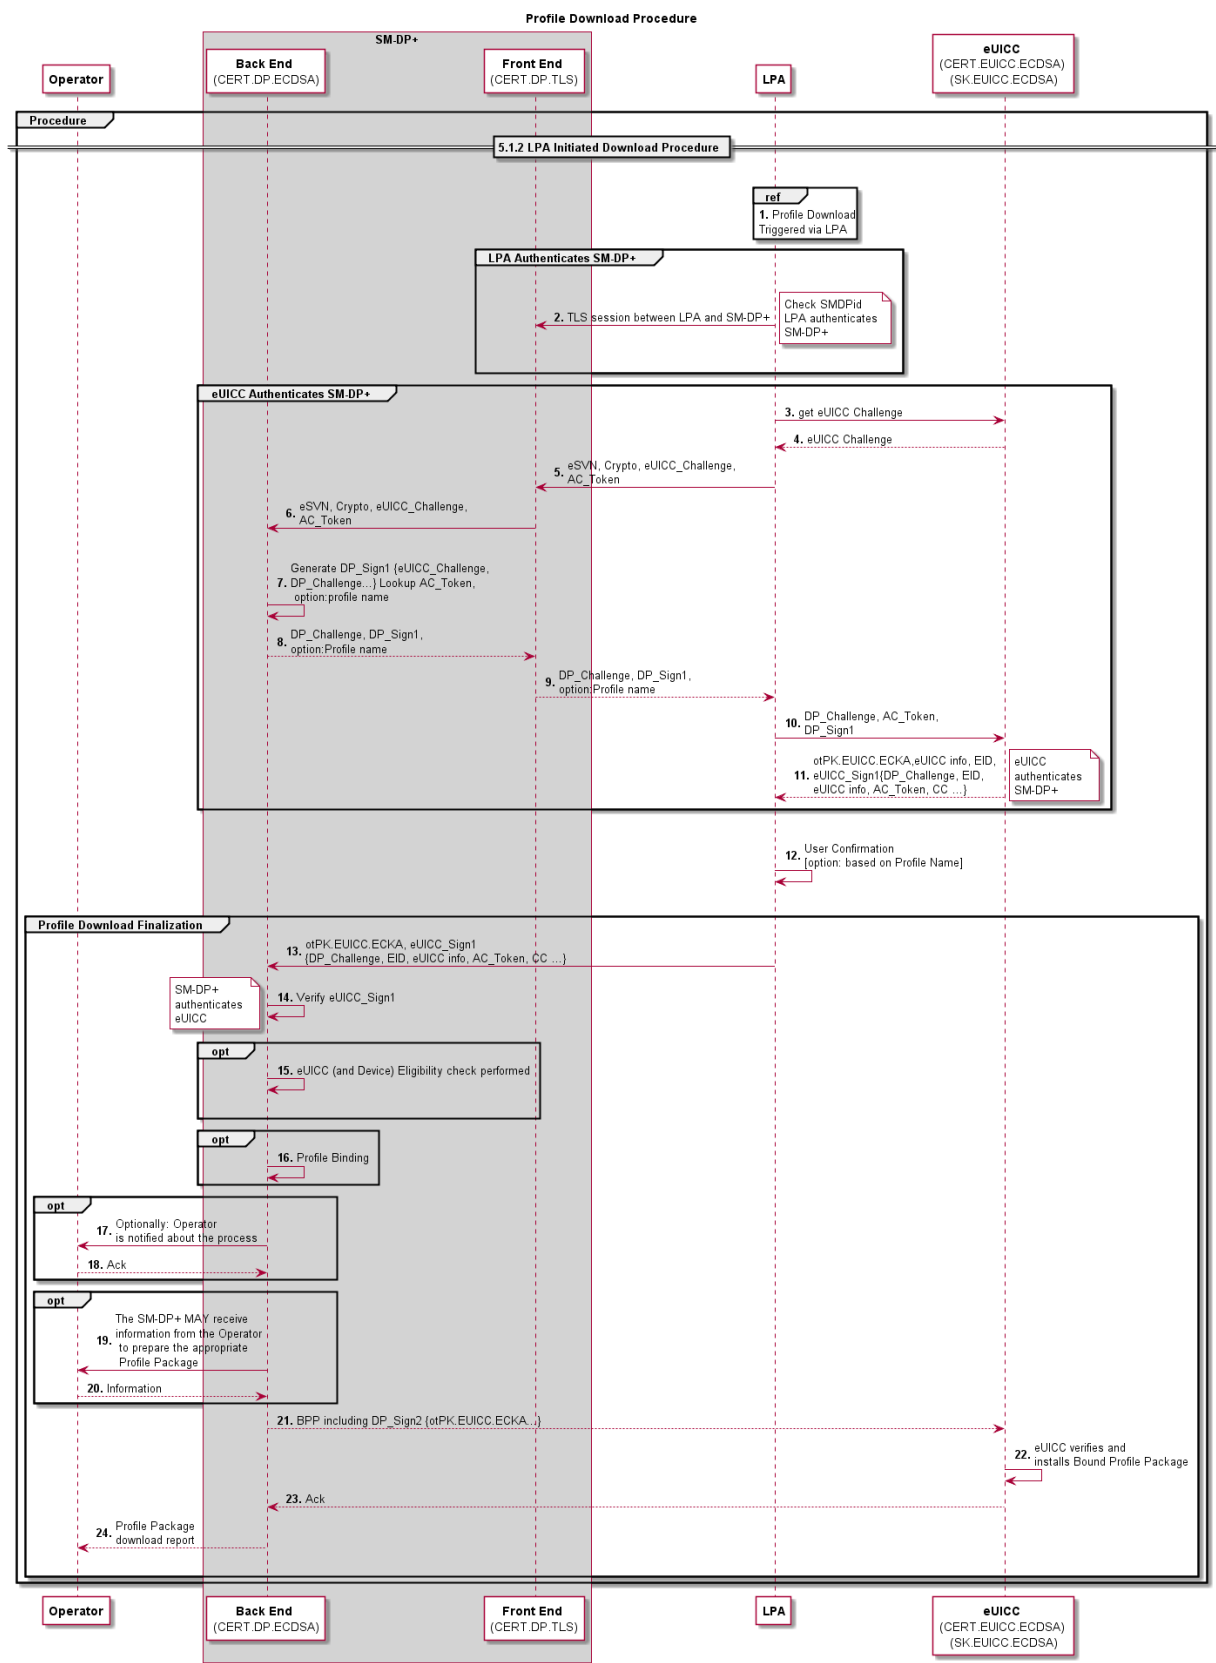 Profile Download Procedure
SM-DP+
Operator
Back End
(CERT.DP.ECDSA)
Front End
(CERT.DP.TLS)
LPA
eUICC
(CERT.EUICC.ECDSA)
(SK.EUICC.ECDSA)
Procedure
5.1.2 LPA Initiated Download Procedure
ref
1. Profile Download
Triggered via LPA
LPA Authenticates SM-DP+
2. TLS session between LPA and SM-DP+
Check SMDPid
LPA authenticates
SM-DP+
eUICC Authenticates SM-DP+
3. get eUICC Challenge
4. eUICC Challenge
5. eSVN, Crypto, eUICC_Challenge,
AC_Token
6. eSVN, Crypto, eUICC_Challenge,
AC_Token
Generate DP_Sign1 {eUICC_Challenge,
7. DP_Challenge...} Lookup AC_Token,
option:profile name
8. DP_Challenge, DP_Sign1,
option:Profile name
9. DP_Challenge, DP_Sign1,
option:Profile name
10. DP_Challenge, AC_Token,
DP_Sign1
otPK.EUICC.ECKA,eUICC info, EID,
11. eUICC_Sign1{DP_Challenge, EID,
eUICC info, AC_Token, CC ...}
eUICC
authenticates
SM-DP+
12. User Confirmation
[option: based on Profile Name]
Profile Download Finalization
13. otPK.EUICC.ECKA, eUICC_Sign1
{DP_Challenge, EID, eUICC info, AC_Token, CC ...}
SM-DP+
authenticates
eUICC
14. Verify eUICC_Sign1
opt
15. eUICC (and Device) Eligibility check performed
opt
16. Profile Binding
opt
17. Optionally: Operator
is notified about the process
18. Ack
opt
The SM-DP+ MAY receive
19. information from the Operator
to prepare the appropriate
Profile Package
20. Information
21. BPP including DP_Sign2 {otPK.EUICC.ECKA...}
22. eUICC verifies and
installs Bound Profile Package
23. Ack
24. Profile Package
download report
Operator
Back End
(CERT.DP.ECDSA)
Front End
(CERT.DP.TLS)
LPA
eUICC
(CERT.EUICC.ECDSA)
(SK.EUICC.ECDSA)